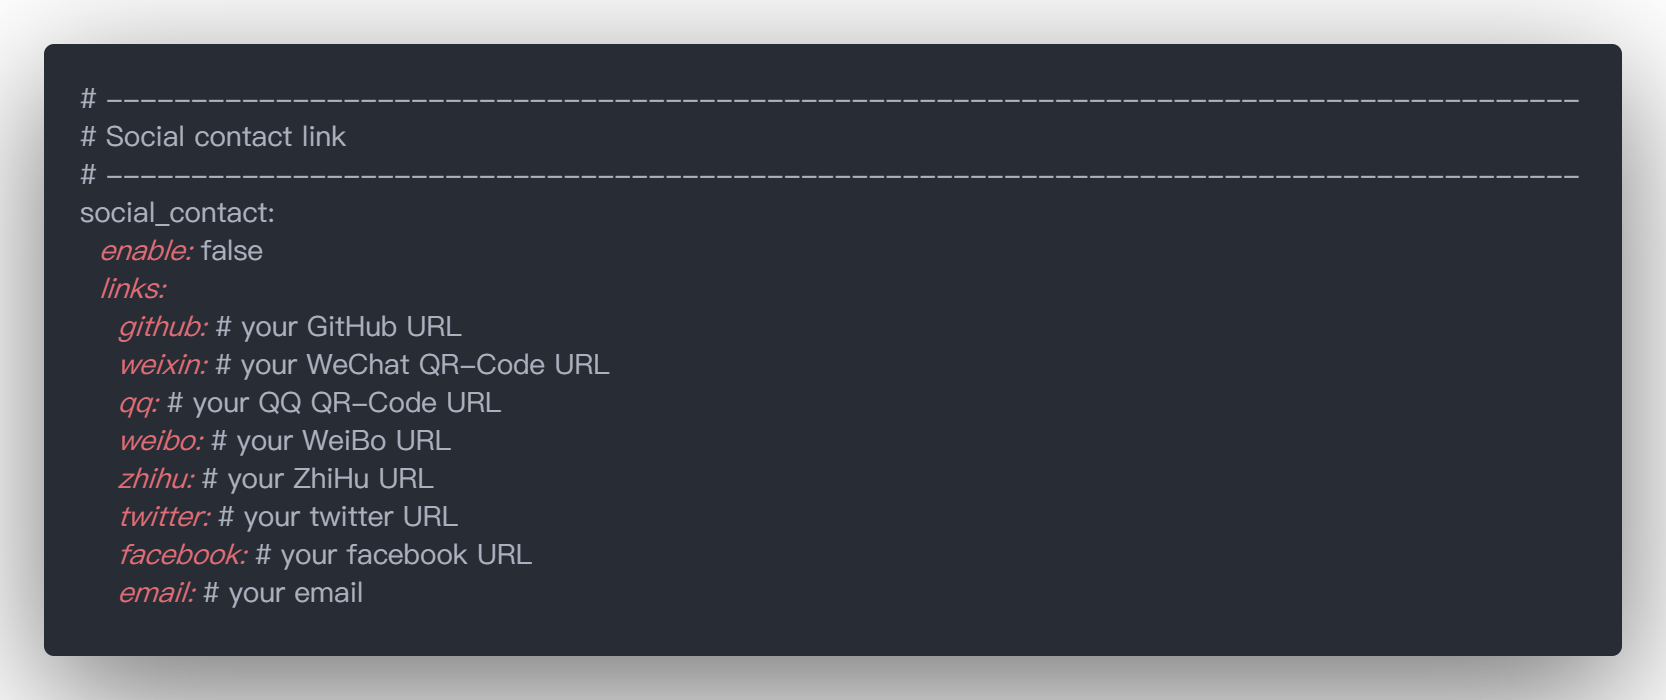 # ---------------------------------------------------------------------------------------
# Social contact link
# ---------------------------------------------------------------------------------------
social_contact:
  enable: false
  links:
    github: # your GitHub URL
    weixin: # your WeChat QR-Code URL
    qq: # your QQ QR-Code URL
    weibo: # your WeiBo URL
    zhihu: # your ZhiHu URL
    twitter: # your twitter URL
    facebook: # your facebook URL
    email: # your email